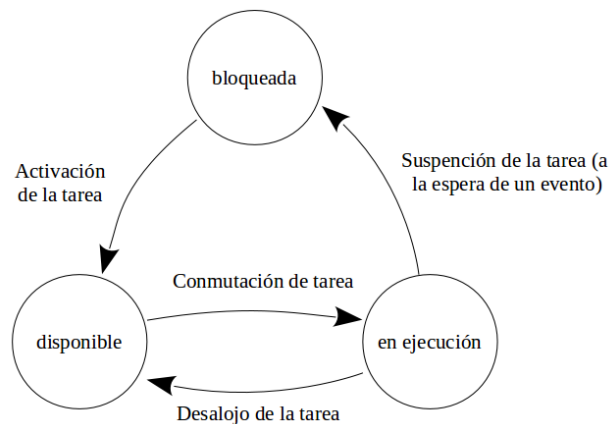 bloqueada
Suspención de la tarea (a
la espera de un evento)
Activación
de la tarea
Conmutación de tarea
disponible
en ejecución
Desalojo de la tarea